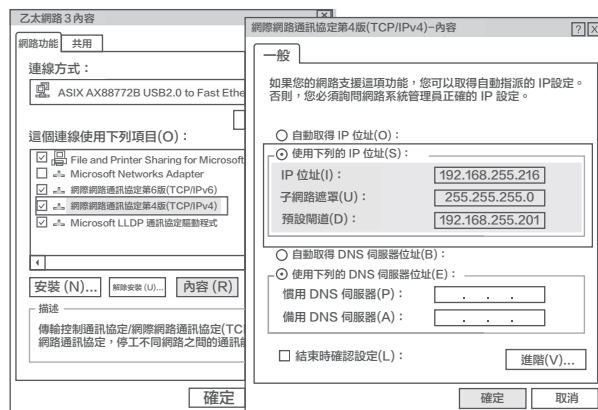 乙太網路3內容
網路功能 共用
連線方式：
ASIX AX88772B USB2.0 to Fast Ethe
這個連線使用下列項目(O)：
File and Printer Sharing for Microsoft
Microsoft Networks Adapter
網際網路通訊協定第6版(TCP/IPv6)
網際網路通訊協定第4版(TCP/IPv4)
Microsoft LLDP 通訊協定驅動程式
安裝 (N)... 解除安裝 (U)... 內容 (R)
描述
傳輸控制通訊協定/網際網路通訊協定(TC
網路通訊協定，停工不同網路之間的通訊能
確定
網際網路通訊協定第4版(TCP/IPv4)-內容
一般
如果您的網路支援這項功能，您可以取得自動指派的 IP設定。
否則，您必須詢問網路系統管理員正確的 IP 設定。
自動取得 IP 位址(O)：
使用下列的 IP 位址(S)：
IP 位址(I)： 192.168.255.216
子網路遮罩(U)： 255.255.255.0
預設閘道(D)： 192.168.255.201
自動取得 DNS 伺服器位址(B)：
使用下列的 DNS 伺服器位址(E)：
慣用 DNS 伺服器(P)： . . .
備用 DNS 伺服器(A)： . . .
結束時確認設定(L)：
進階(V)...
確定 取消